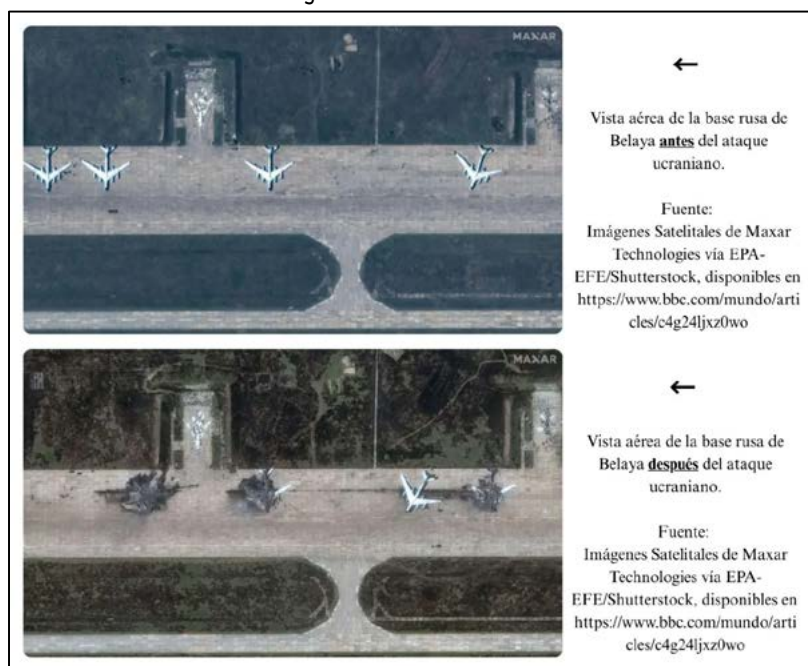 MAXAR
←
Vista aérea de la base rusa de
Belaya antes del ataque
ucraniano.
Fuente:
Imágenes Satelitales de Maxar
Technologies vía EPA-
EFE/Shutterstock, disponibles en
https://www.bbc.com/mundo/arti
cles/c4g24ljxz0wo
MAXAR
←
Vista aérea de la base rusa de
Belaya después del ataque
ucraniano.
Fuente:
Imágenes Satelitales de Maxar
Technologies vía EPA-
EFE/Shutterstock, disponibles en
https://www.bbc.com/mundo/arti
cles/c4g24ljxz0wo